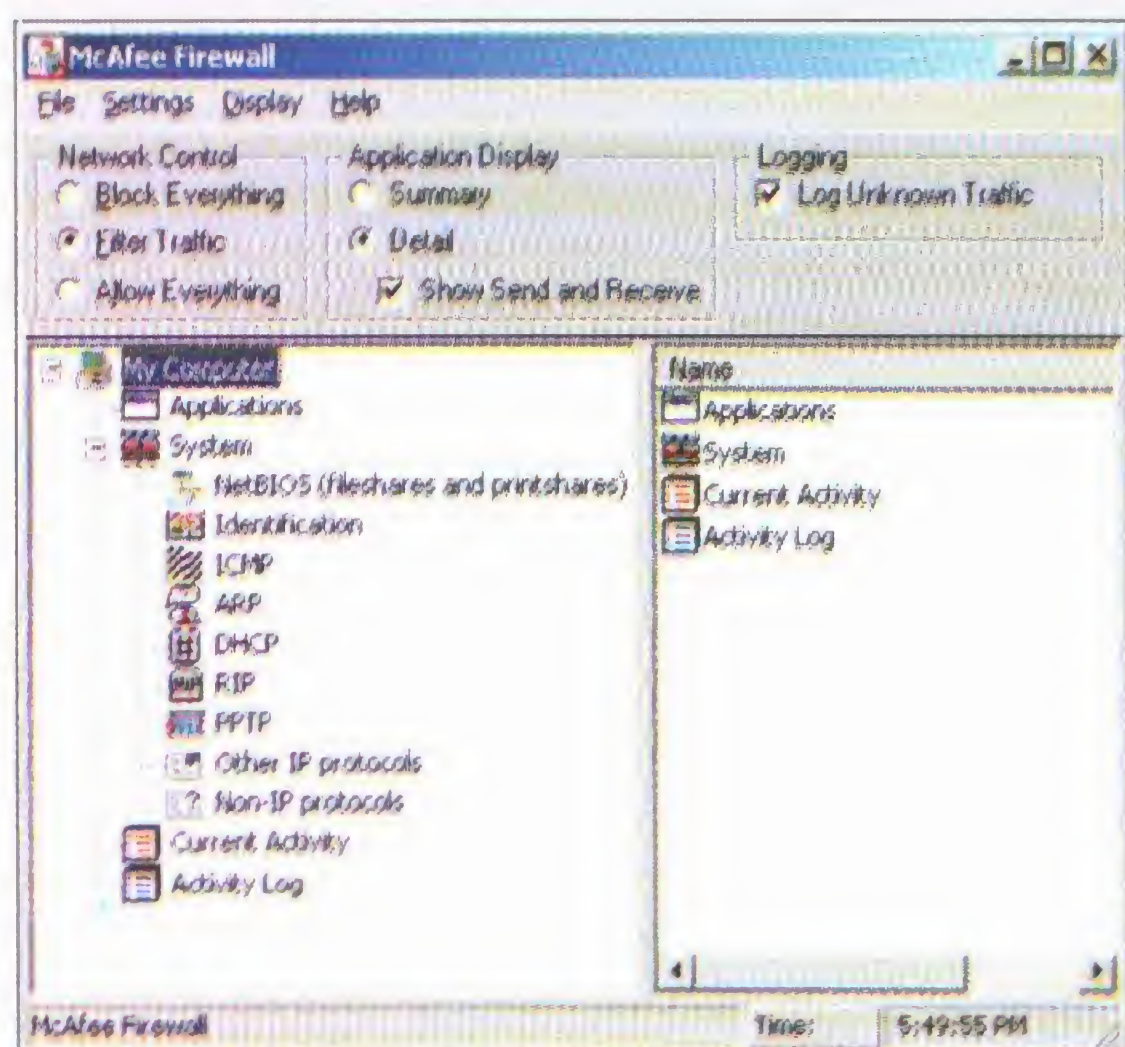 McAfee Firewall
File Settings Display Help
Network Control
Block Everything
Filter Traffic
Allow Everything
Application Display
Summary
Detail
Show Send and Receive
Logging
Log Unknown Traffic
My Computer
Applications
System
NetBIOS (fileshares and printshares)
Identification
ICMP
ARP
DHCP
RIP
PPTP
Other IP protocols
Non-IP protocols
Current Activity
Activity Log
Name
Applications
System
Current Activity
Activity Log
McAfee Firewall
Time: 5:49:55 PM